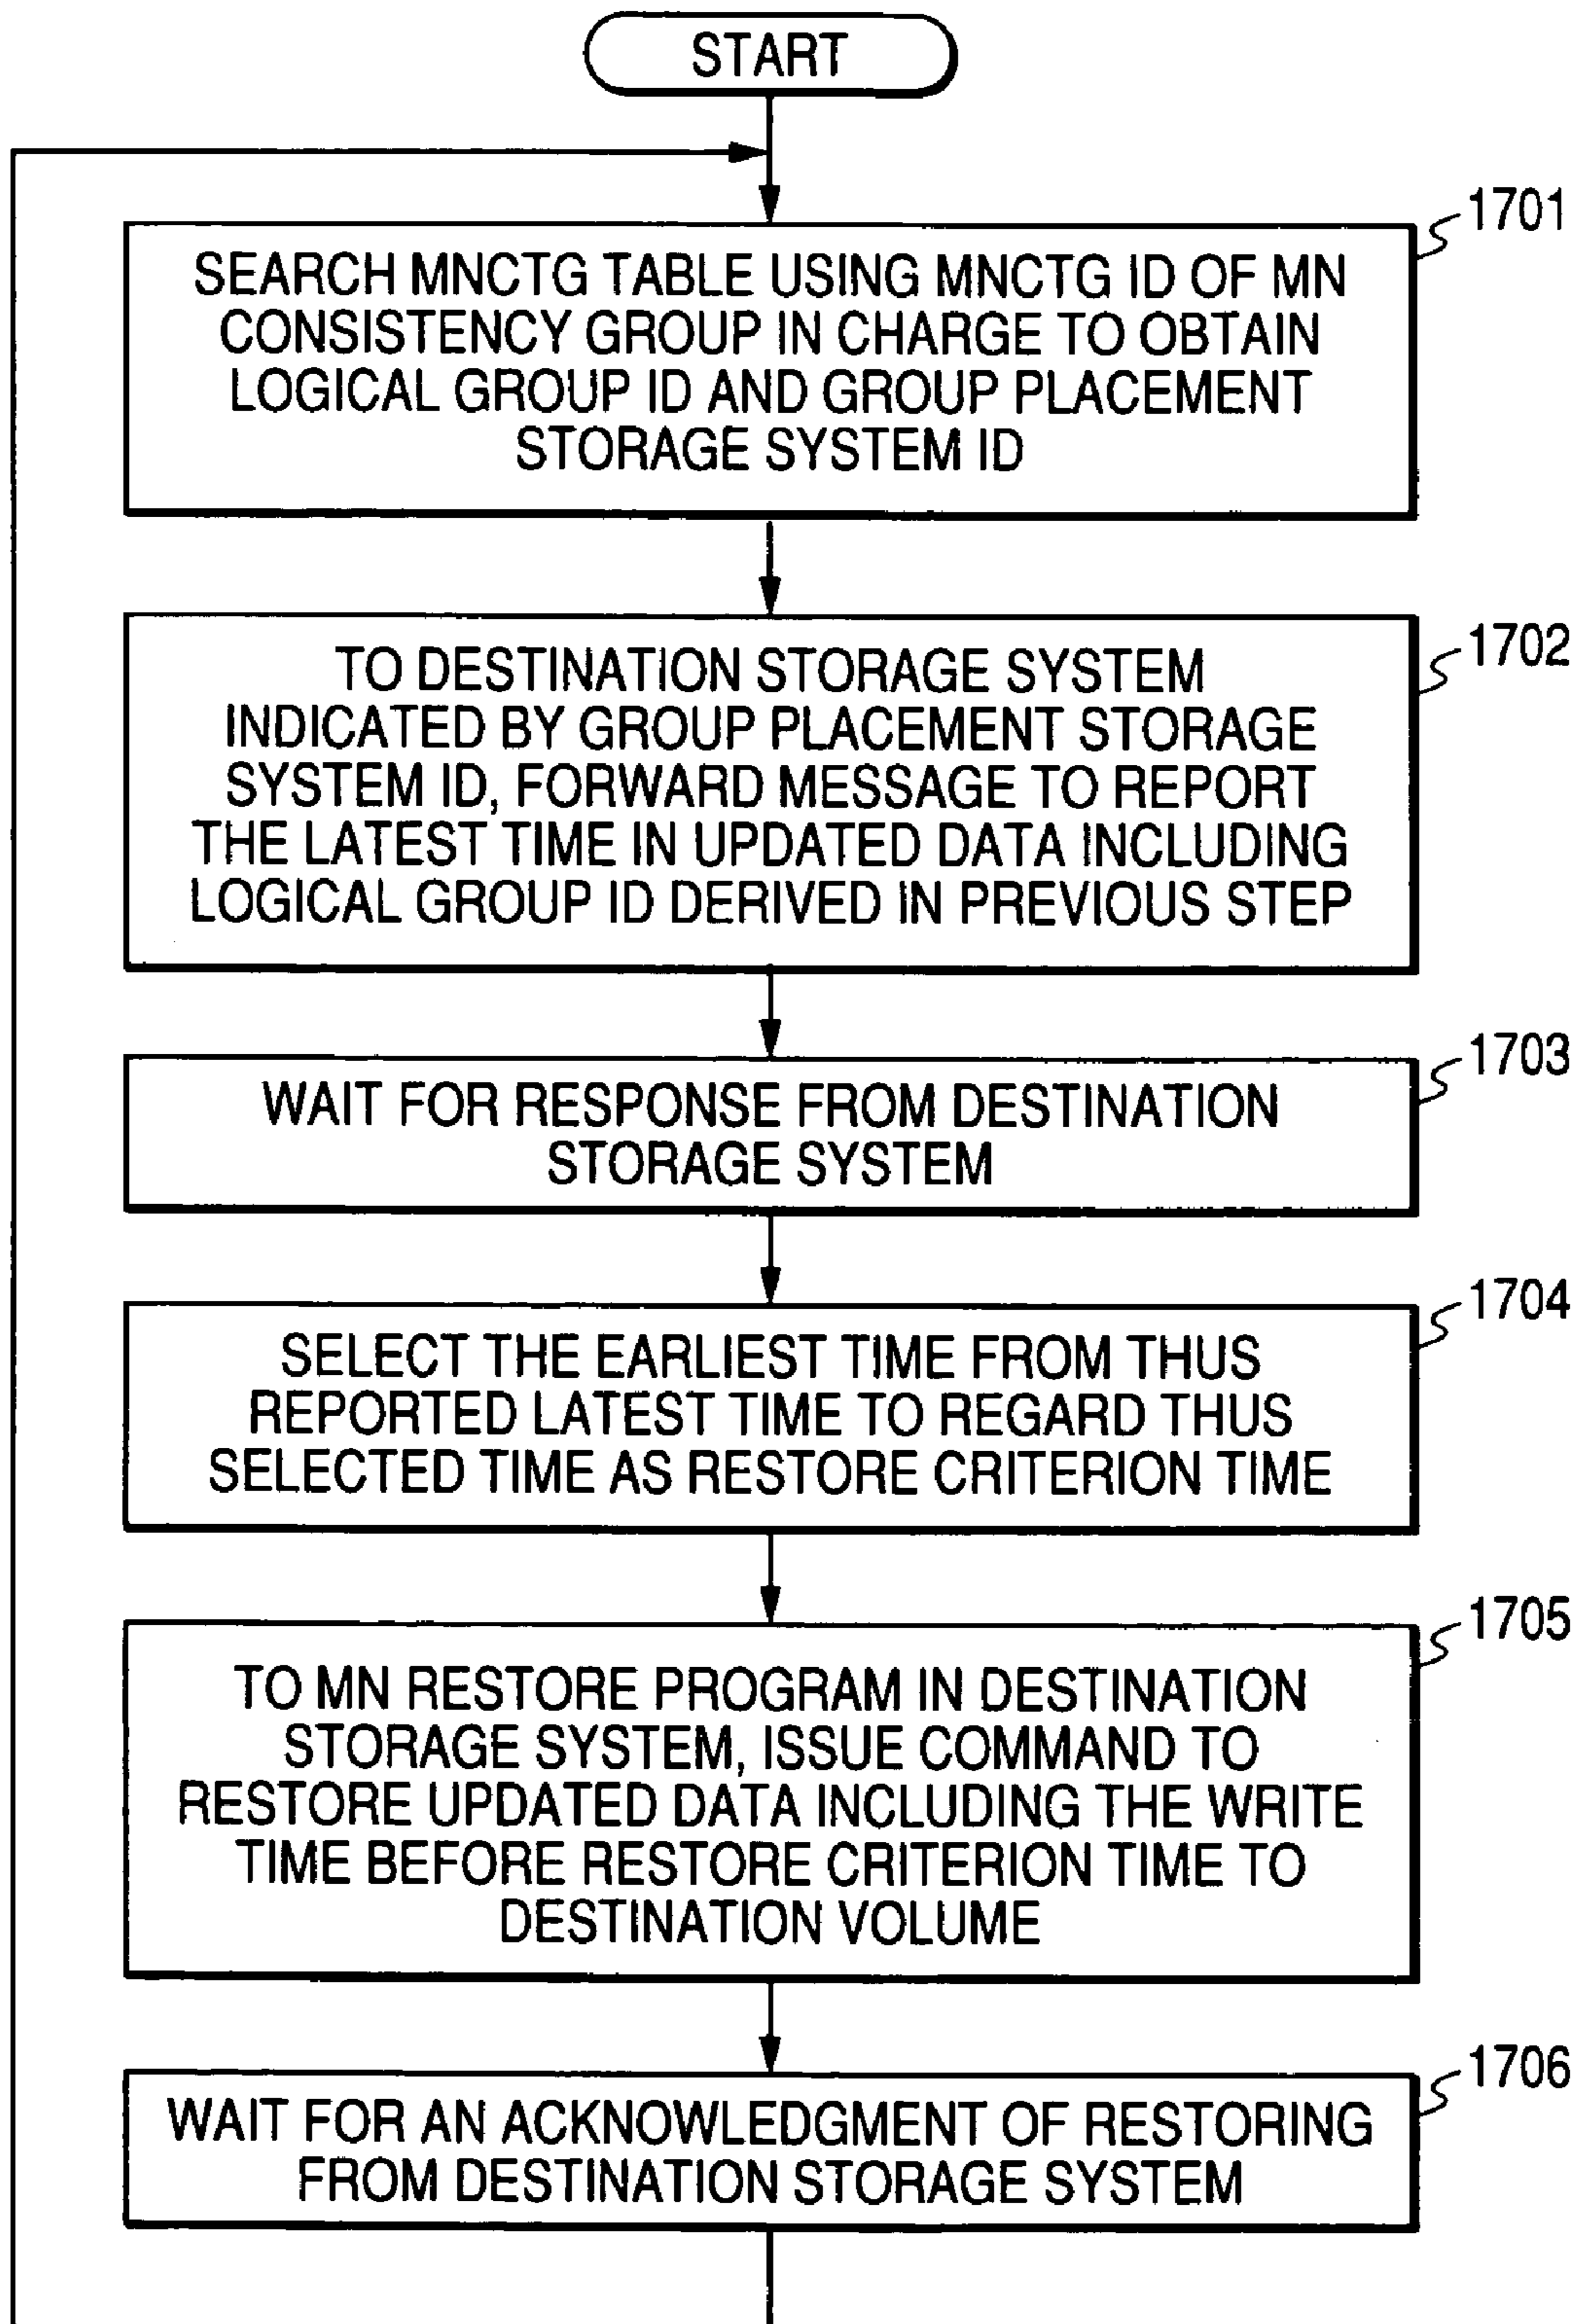 START
1701
SEARCH MNCTG TABLE USING MNCTG ID OF MN
CONSISTENCY GROUP IN CHARGE TO OBTAIN
LOGICAL GROUP ID AND GROUP PLACEMENT
STORAGE SYSTEM ID
1702
TO DESTINATION STORAGE SYSTEM
INDICATED BY GROUP PLACEMENT STORAGE
SYSTEM ID, FORWARD MESSAGE TO REPORT
THE LATEST TIME IN UPDATED DATA INCLUDING
LOGICAL GROUP ID DERIVED IN PREVIOUS STEP
1703
WAIT FOR RESPONSE FROM DESTINATION
STORAGE SYSTEM
1704
SELECT THE EARLIEST TIME FROM THUS
REPORTED LATEST TIME TO REGARD THUS
SELECTED TIME AS RESTORE CRITERION TIME
1705
TO MN RESTORE PROGRAM IN DESTINATION
STORAGE SYSTEM, ISSUE COMMAND TO
RESTORE UPDATED DATA INCLUDING THE WRITE
TIME BEFORE RESTORE CRITERION TIME TO
DESTINATION VOLUME
1706
WAIT FOR AN ACKNOWLEDGMENT OF RESTORING
FROM DESTINATION STORAGE SYSTEM